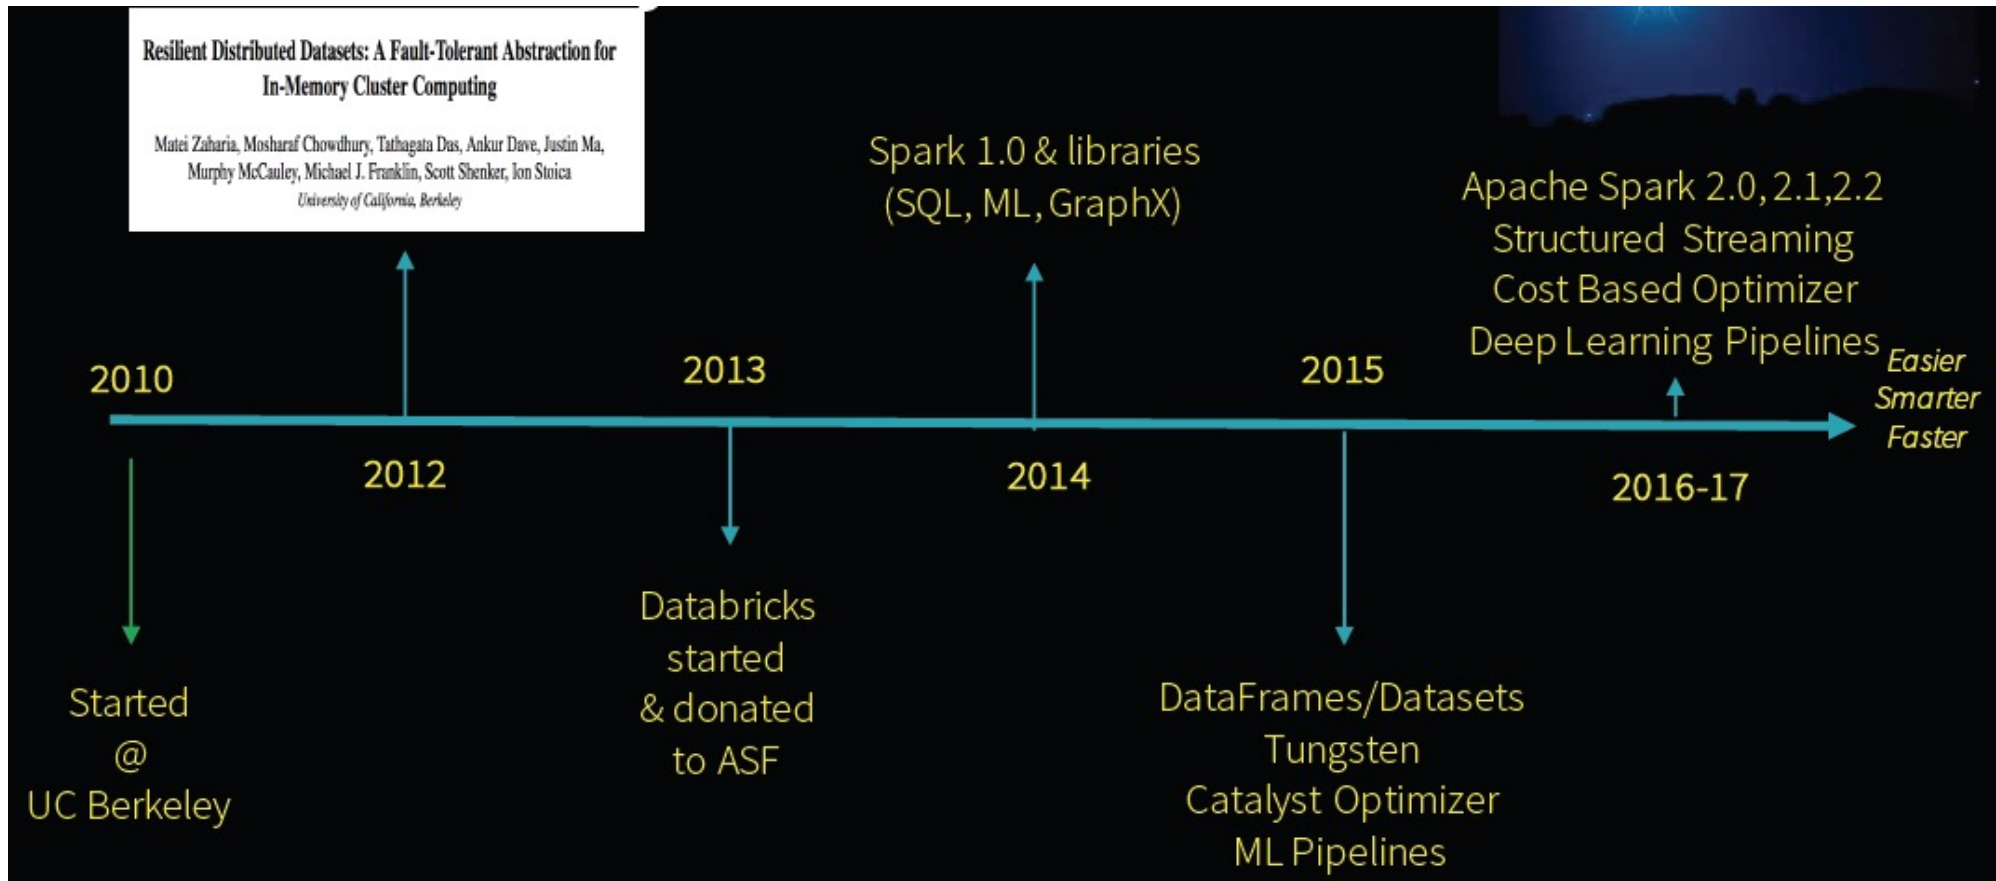 Resilient Distributed Datasets: A Fault-Tolerant Abstraction for
In-Memory Cluster Computing
Matei Zaharia, Mosharaf Chowdhury, Tathagata Das, Ankur Dave, Justin Ma,
Murphy McCauley, Michael J. Franklin, Scott Shenker, Ion Stoica
University of California, Berkeley
Spark 1.0 & libraries
(SQL, ML, GraphX)
Apache Spark 2.0, 2.1,2.2
Structured Streaming
Cost Based Optimizer
Deep Learning Pipelines
Easier
Smarter
Faster
2010
2013
2015
2012
2014
2016-17
Started
@
UC Berkeley
Databricks
started
& donated
to ASF
DataFrames/Datasets
Tungsten
Catalyst Optimizer
ML Pipelines